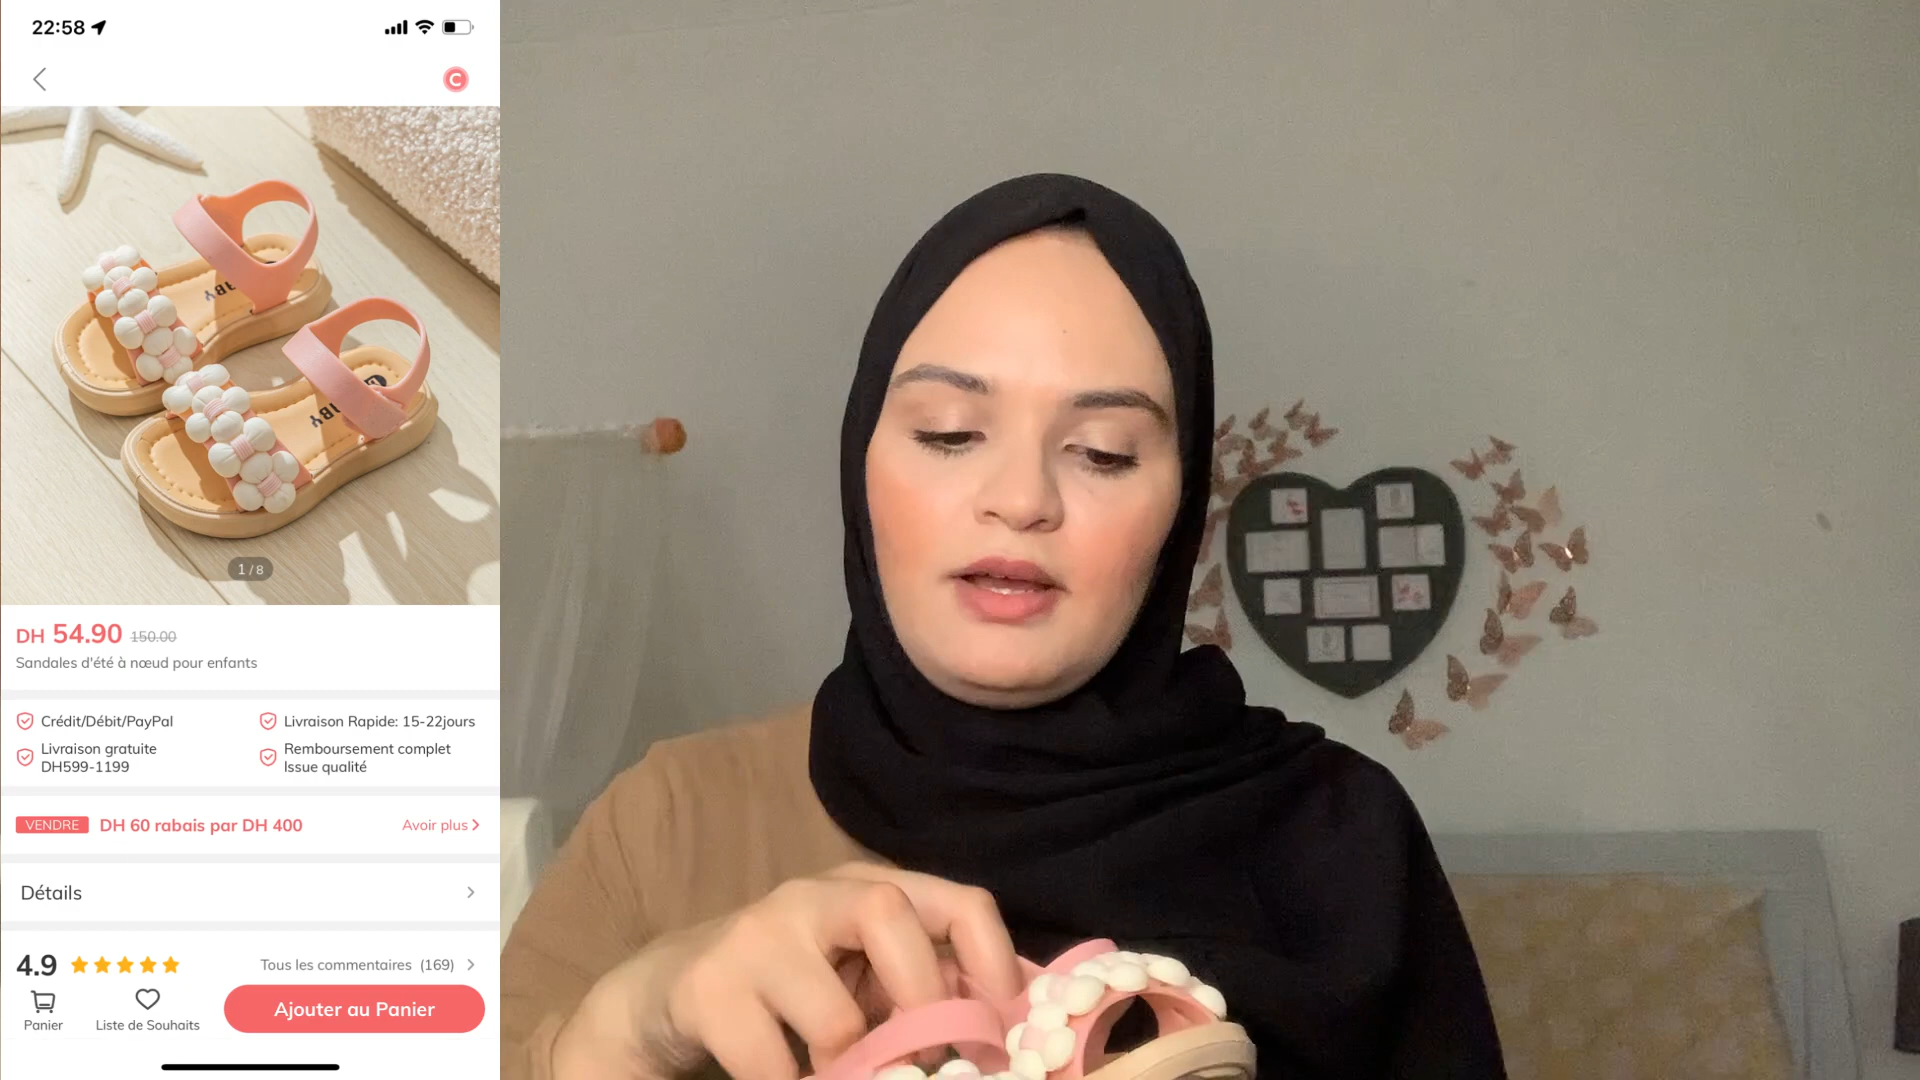 22:58
C
1 / 8
DH 54.90 150.00
Sandales d'été à nœud pour enfants
Crédit/Débit/PayPal
Livraison Rapide: 15-22jours
Livraison gratuite
DH599-1199
Remboursement complet
Issue qualité
VENDRE DH 60 rabais par DH 400 Avoir plus
Détails
4.9 Tous les commentaires (169)
Panier
Liste de Souhaits
Ajouter au Panier